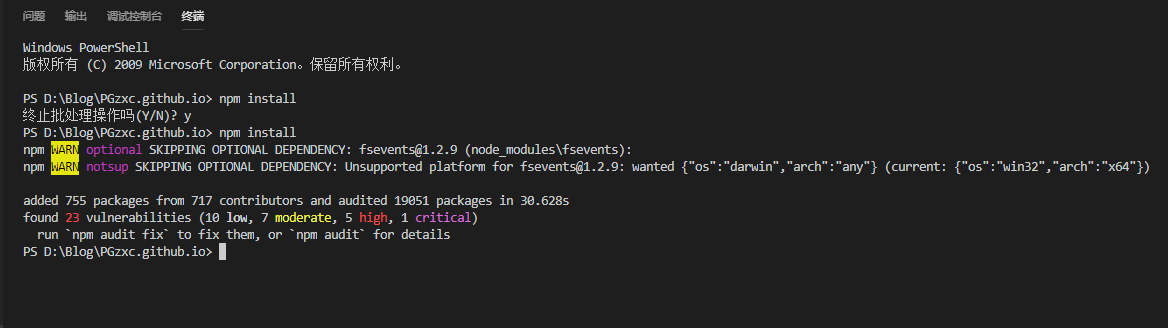 问题 输出 调试控制台 终端
Windows PowerShell
版权所有 (C) 2009 Microsoft Corporation。保留所有权利。
PS D:\Blog\PGzxc.github.io> npm install
终止批处理操作吗(Y/N)? y
PS D:\Blog\PGzxc.github.io> npm install
npm WARN optional SKIPPING OPTIONAL DEPENDENCY: fsevents@1.2.9 (node_modules\fsevents):
npm WARN notsup SKIPPING OPTIONAL DEPENDENCY: Unsupported platform for fsevents@1.2.9: wanted {"os":"darwin","arch":"any"} (current: {"os":"win32","arch":"x64"})
added 755 packages from 717 contributors and audited 19051 packages in 30.628s
found 23 vulnerabilities (10 low, 7 moderate, 5 high, 1 critical)
run `npm audit fix` to fix them, or `npm audit` for details
PS D:\Blog\PGzxc.github.io>